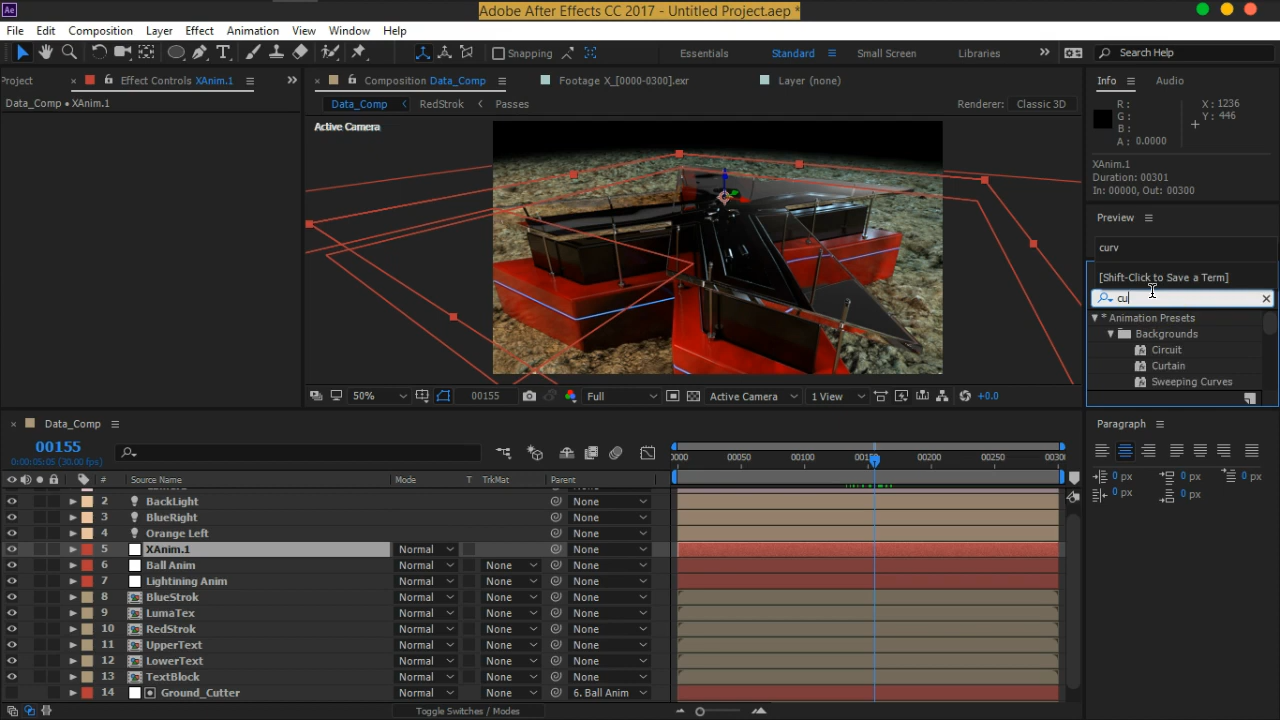 Ae
Adobe After Effects CC 2017 - Untitled Project.aep *
File Edit Composition Layer Effect Animation View Window Help
Snapping
Essentials Standard Small Screen Libraries
Search Help
Project
Effect Controls XAnim.1
Composition Data_Comp
Footage X_[0000-0300].exr
Layer (none)
Info Audio
Data_Comp • XAnim.1
Data_Comp RedStrok Passes
Renderer: Classic 3D
Active Camera
R :
G :
B :
A : 0.0000
X : 1236
Y : 446
XAnim.1
Duration: 00301
In: 00000, Out: 00300
Preview
curv
[Shift-Click to Save a Term]
cu
* Animation Presets
Backgrounds
Circuit
Curtain
Sweeping Curves
50% 00155 Full Active Camera 1 View +0.0
Data_Comp
Paragraph
00155
0:00:05:05 (30.00 fps)
0000 00050 00100 00150 00200 00250 00300
# Source Name Mode T TrkMat Parent
0 px 0 px 0 px
0 px 0 px
2 BackLight None
3 BlueRight None
4 Orange Left None
5 XAnim.1 Normal None
6 Ball Anim Normal None None
7 Lightining Anim Normal None None
8 BlueStrok Normal None None
9 LumaTex Normal None None
10 RedStrok Normal None None
11 UpperText Normal None None
12 LowerText Normal None None
13 TextBlock Normal None None
14 Ground_Cutter Normal None 6. Ball Anim
Toggle Switches / Modes